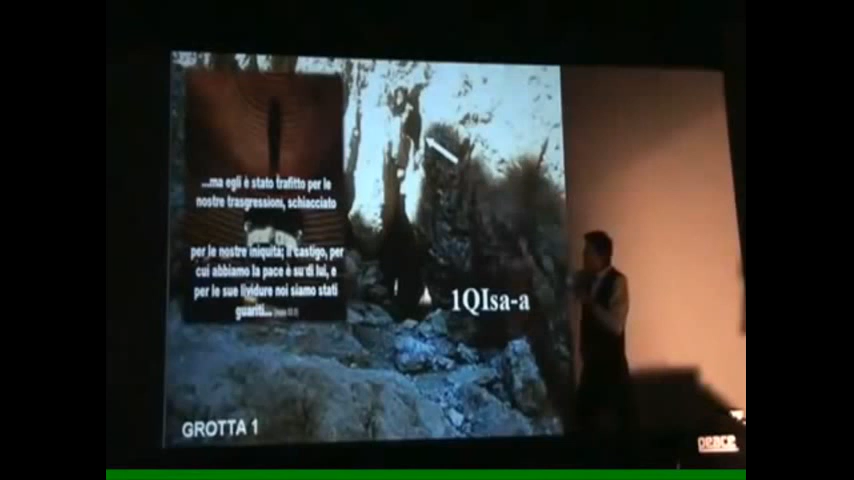 ...ma egli è stato trafitto per le
nostre trasgressioni, schiacciato
per le nostre iniquità; il castigo, per
cui abbiamo la pace è su di lui, e
per le sue lividure noi siamo stati
guariti...
1QIsa-a
GROTTA 1
peace